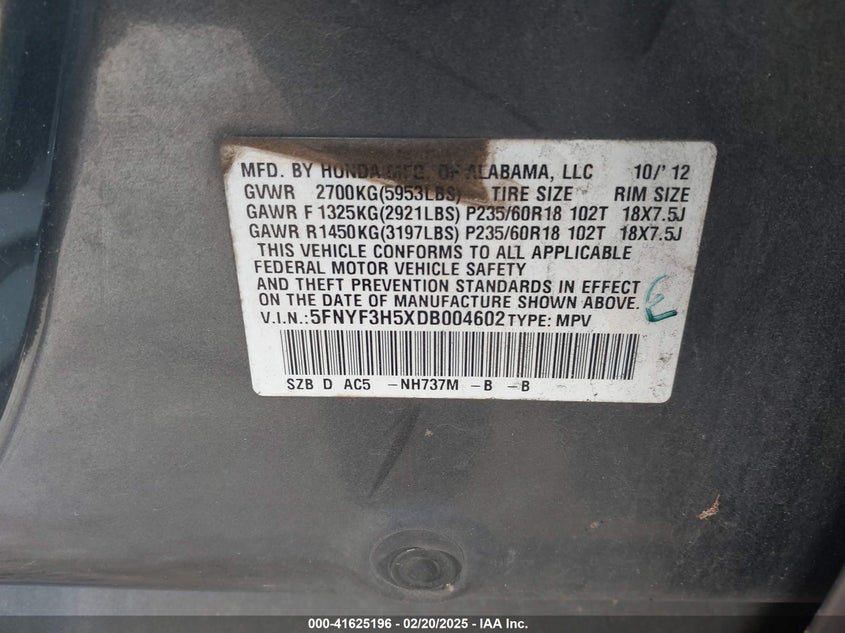 MFD. BY HONDA MFG. OF ALABAMA, LLC 10/'12
GVWR 2700KG(5953LBS) TIRE SIZE RIM SIZE
GAWR F 1325KG(2921LBS) P235/60R18 102T 18X7.5J
GAWR R1450KG(3197LBS) P235/60R18 102T 18X7.5J
THIS VEHICLE CONFORMS TO ALL APPLICABLE
FEDERAL MOTOR VEHICLE SAFETY
AND THEFT PREVENTION STANDARDS IN EFFECT
ON THE DATE OF MANUFACTURE SHOWN ABOVE.
V.I.N.:5FNYF3H5XDB004602 TYPE: MPV
SZB D AC5 -NH737M -B -B
000-41625196 - 02/20/2025 - IAA Inc.